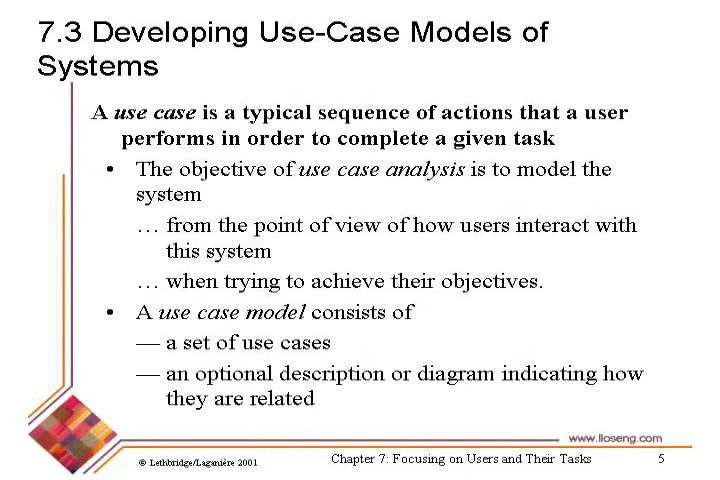 7.3 Developing Use-Case Models of
Systems
A use case is a typical sequence of actions that a user
performs in order to complete a given task
• The objective of use case analysis is to model the
system
… from the point of view of how users interact with
this system
… when trying to achieve their objectives.
• A use case model consists of
— a set of use cases
— an optional description or diagram indicating how
they are related
www.lloseng.com
© Lethbridge/Laganière 2001
Chapter 7: Focusing on Users and Their Tasks
5